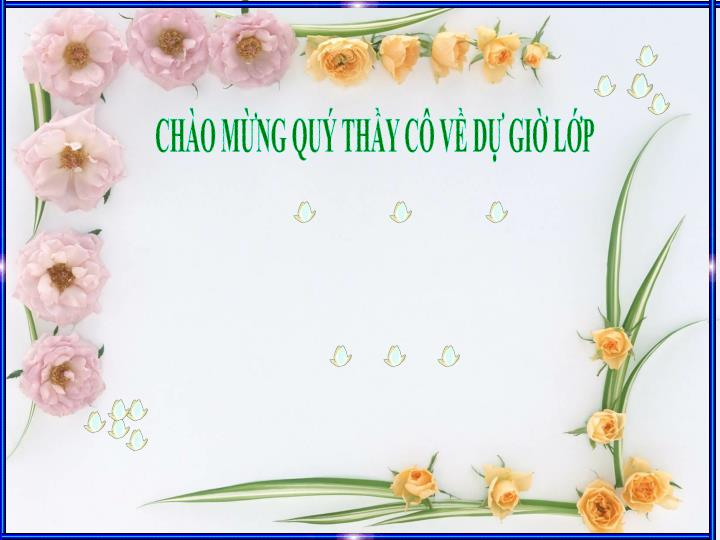 CHÀO MỪNG QUÝ THẦY CÔ VỀ DỰ GIỜ LỚP